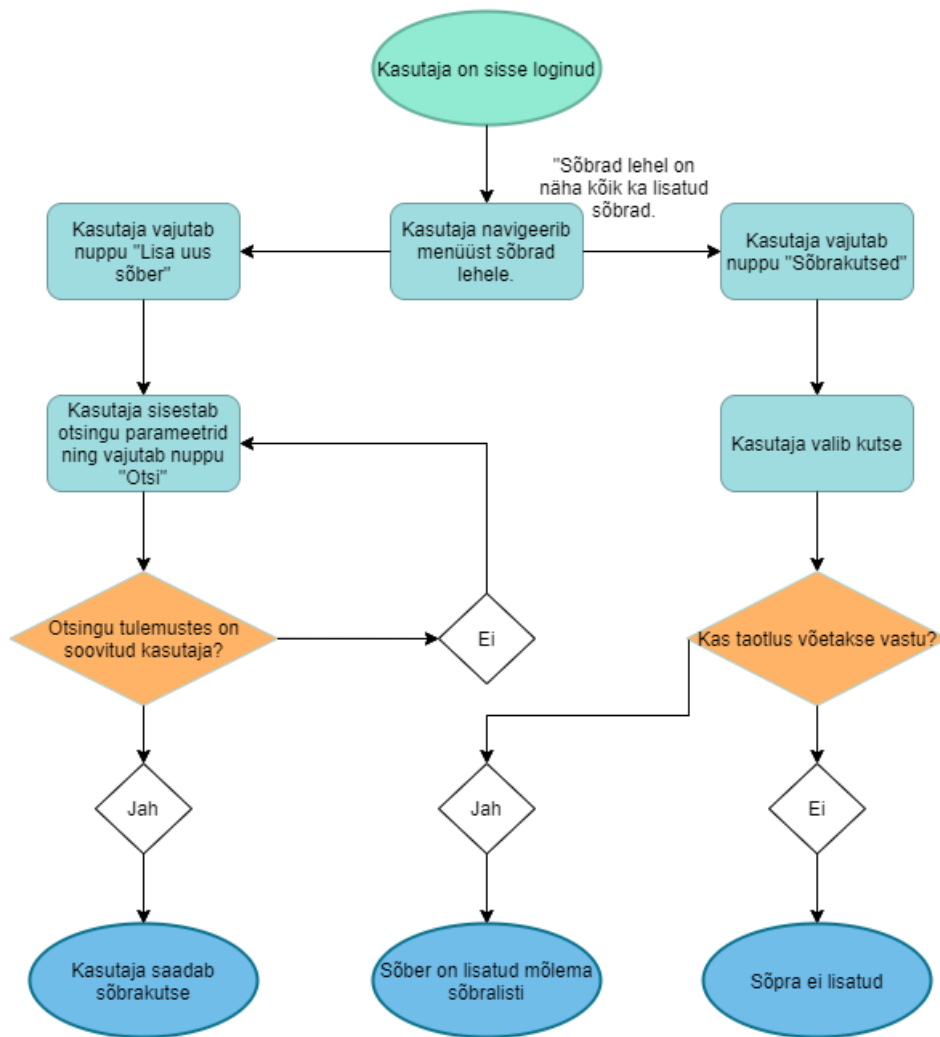 Kasutaja on sisse loginud
"Sõbrad lehel on
näha kõik ka lisatud
sõbrad.
Kasutaja vajutab
nuppu "Lisa uus
sõber"
Kasutaja navigeerib
menüüst sõbrad
lehele.
Kasutaja vajutab
nuppu "Sõbrakutsed"
Kasutaja sisestab
otsingu parameetrid
ning vajutab nuppu
"Otsi"
Kasutaja valib kutse
Otsingu tulemustes on
soovitud kasutaja?
Ei
Kas taotlus võetakse vastu?
Jah
Jah
Ei
Kasutaja saadab
sõbrakutse
Sõber on lisatud mõlema
sõbralisti
Sõpra ei lisatud